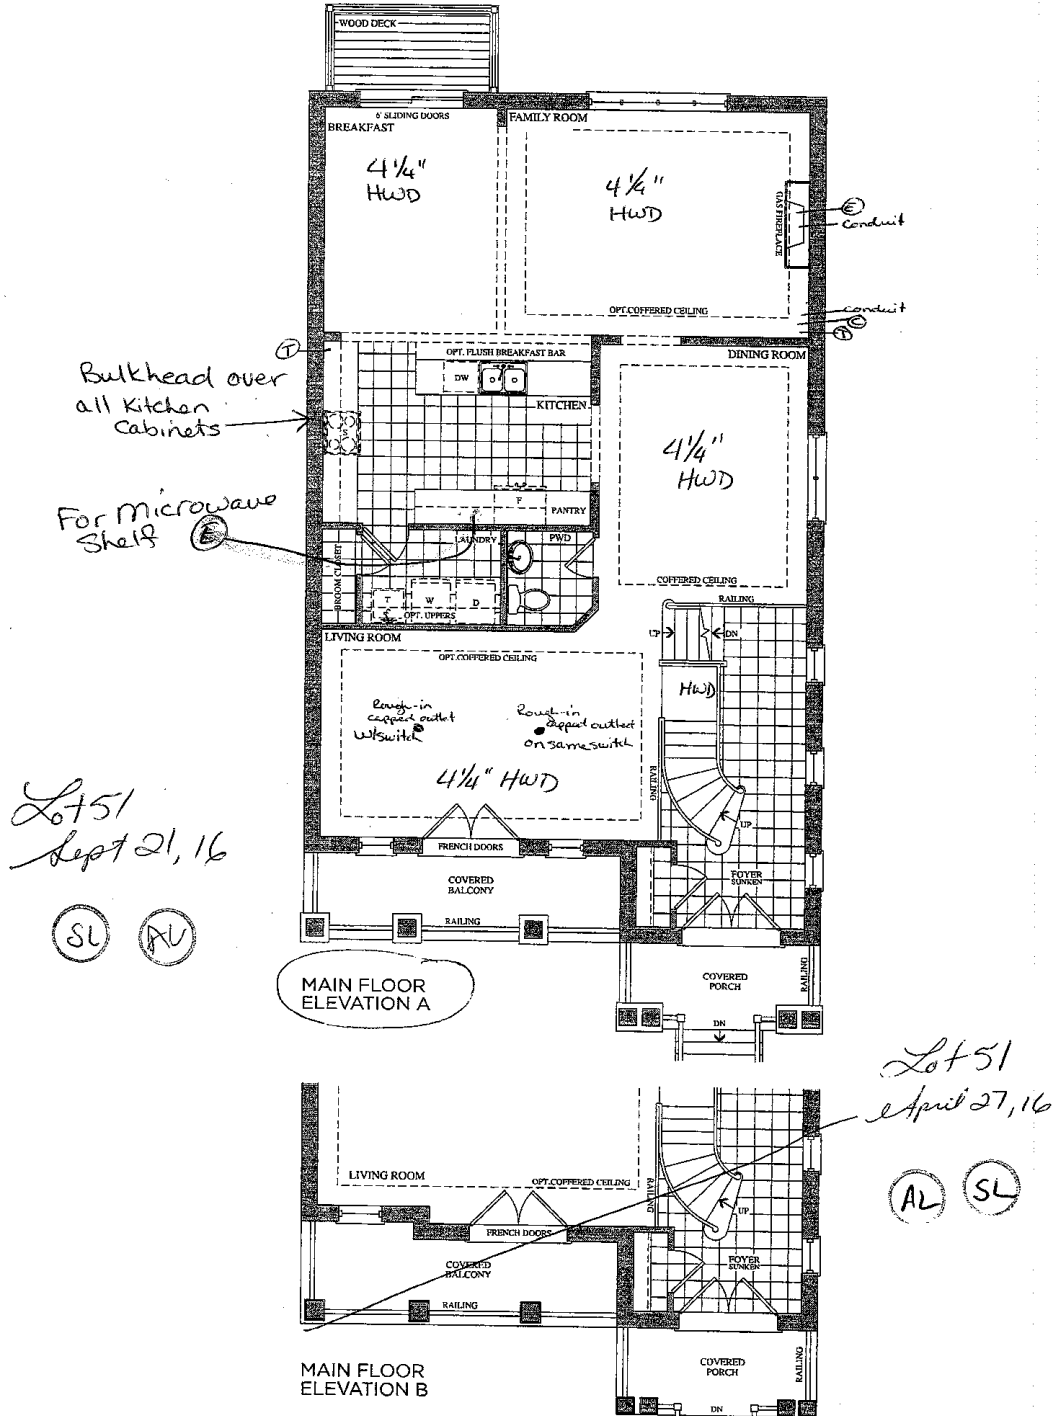 WOOD DECK
6' SLIDING DOORS
BREAKFAST
FAMILY ROOM
4 1/4"
HWD
4 1/4"
HWD
GAS FIREPLACE
E
conduit
OPT.COFFERED CEILING
conduit
C
T
T
OPT. FLUSH BREAKFAST BAR
DINING ROOM
DW
KITCHEN
Bulkhead over
all Kitchen
Cabinets
4 1/4"
HWD
For microwave
Shelf
E
F
PANTRY
LAUNDRY
PWD
BROOM CLOSET
T
W
D
OPT. UPPERS
COFFERED CEILING
RAILING
UP
DN
LIVING ROOM
OPT.COFFERED CEILING
HWD
Rough-in
capped outlet
W/switch
Rough-in
capped outlet
on same switch
4 1/4" HWD
RAILING
UP
Lot 51
Sept 21, 16
SL
AL
FRENCH DOORS
FOYER
SUNKEN
COVERED
BALCONY
RAILING
MAIN FLOOR
ELEVATION A
COVERED
PORCH
RAILING
DN
Lot 51
April 27, 16
AL
SL
LIVING ROOM
OPT.COFFERED CEILING
RAILING
UP
FRENCH DOORS
FOYER
SUNKEN
COVERED
BALCONY
RAILING
MAIN FLOOR
ELEVATION B
COVERED
PORCH
RAILING
DN